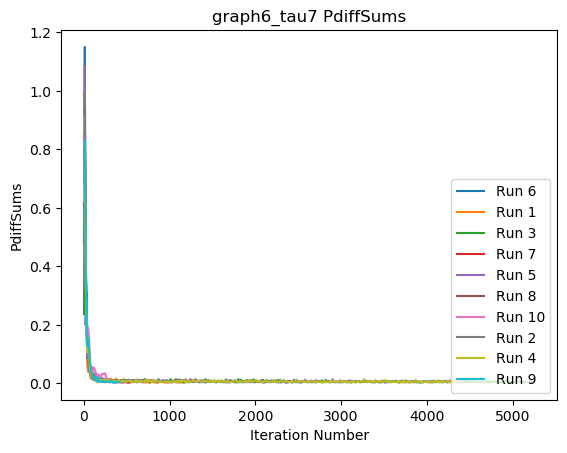 graph6_tau7 PdiffSums
1.2
1.0
0.8
0.6
0.4
0.2
0.0
PdiffSums
Run 6
Run 1
Run 3
Run 7
Run 5
Run 8
Run 10
Run 2
Run 4
Run 9
0
1000
2000
3000
4000
5000
Iteration Number